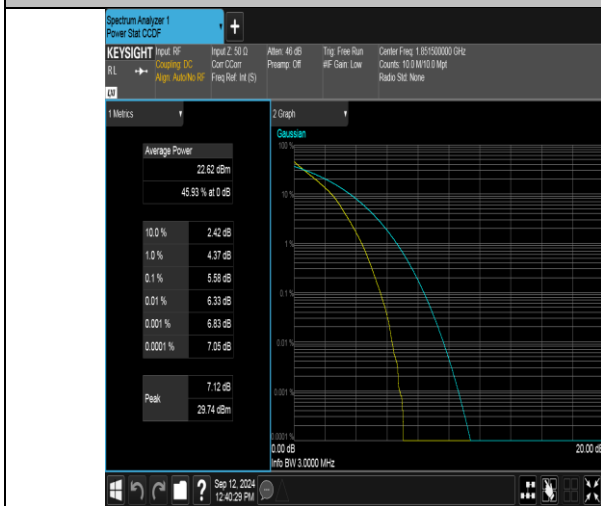 Spectrum Analyzer 1
Power Stat CCDF
+
KEYSIGHT Input: RF Input Z: 50 Ω Atten: 46 dB Trig: Free Run Center Freq: 1.851500000 GHz
RL Coupling: DC Corr CCorr Preamp: Off #IF Gain: Low Counts: 10.0 M/10.0 Mpt
Align: Auto/No RF Freq Ref: Int (S) Radio Std: None
1 Metrics
2 Graph
Average Power
22.62 dBm
45.93 % at 0 dB
10.0 % 2.42 dB
1.0 % 4.37 dB
0.1 % 5.58 dB
0.01 % 6.33 dB
0.001 % 6.83 dB
0.0001 % 7.05 dB
Peak
7.12 dB
29.74 dBm
Gaussian
100 %
10 %
1 %
0.1 %
0.01 %
0.001 %
0.0001 %
0.00 dB 20.00 dB
Info BW 3.0000 MHz
?
Sep 12, 2024
12:40:29 PM